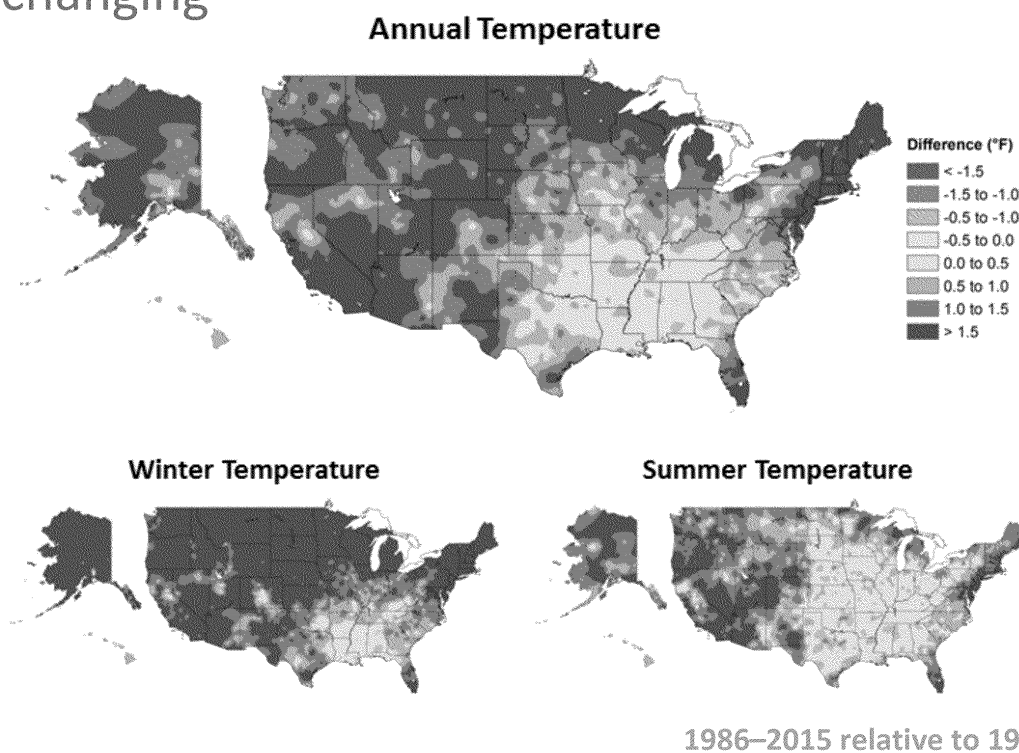 changing
Annual Temperature
Difference (°F)
< -1.5
-1.5 to -1.0
-0.5 to -1.0
-0.5 to 0.0
0.0 to 0.5
0.5 to 1.0
1.0 to 1.5
> 1.5
Winter Temperature
Summer Temperature
1986–2015 relative to 19